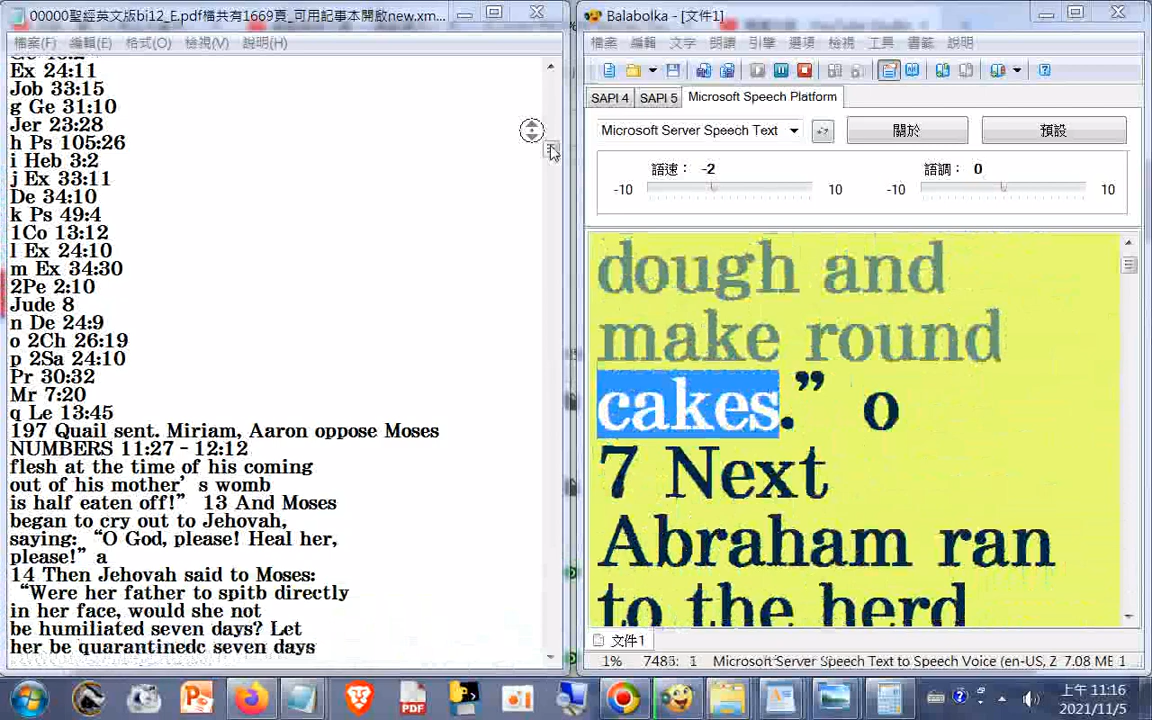 00000聖經英文版bi12_E.pdf檔共有1669頁_可用記事本開啟new.xm...
檔案(F) 編輯(E) 格式(O) 檢視(V) 說明(H)
Ex 24:11
Job 33:15
g Ge 31:10
Jer 23:28
h Ps 105:26
i Heb 3:2
j Ex 33:11
De 34:10
k Ps 49:4
1Co 13:12
l Ex 24:10
m Ex 34:30
2Pe 2:10
Jude 8
n De 24:9
o 2Ch 26:19
p 2Sa 24:10
Pr 30:32
Mr 7:20
q Le 13:45
197 Quail sent. Miriam, Aaron oppose Moses
NUMBERS 11:27 - 12:12
flesh at the time of his coming
out of his mother’s womb
is half eaten off!” 13 And Moses
began to cry out to Jehovah,
saying: “O God, please! Heal her,
please!” a
14 Then Jehovah said to Moses:
“Were her father to spitb directly
in her face, would she not
be humiliated seven days? Let
her be quarantinedc seven days
Balabolka - [文件1]
檔案 編輯 文字 朗讀 引擎 選項 檢視 工具 書籤 說明
SAPI 4 SAPI 5 Microsoft Speech Platform
Microsoft Server Speech Text 關於 預設
語速： -2 語調： 0
-10 10 -10 10
dough and
make round
cakes.” o
7 Next
Abraham ran
to the herd
文件1
1% 7485: 1 Microsoft Server Speech Text to Speech Voice (en-US, Z 7.08 ME 1
PDF
上午 11:16
2021/11/5